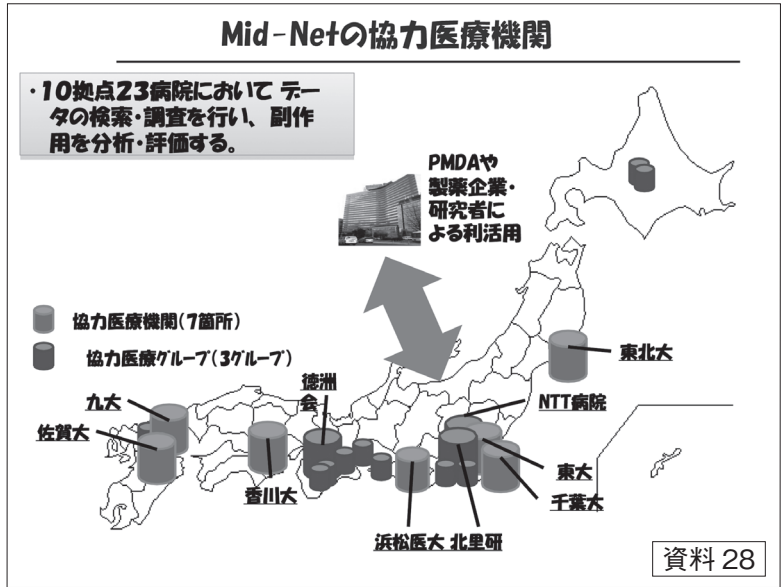 Mid-Netの協力医療機関
・10拠点23病院において デー
タの検索・調査を行い、副作
用を分析・評価する。
PMDAや
製薬企業・
研究者に
よる利活用
協力医療機関(7箇所)
協力医療グループ(3グループ)
東北大
徳洲
会
NTT病院
九大
佐賀大
東大
香川大
千葉大
浜松医大 北里研
資料 28